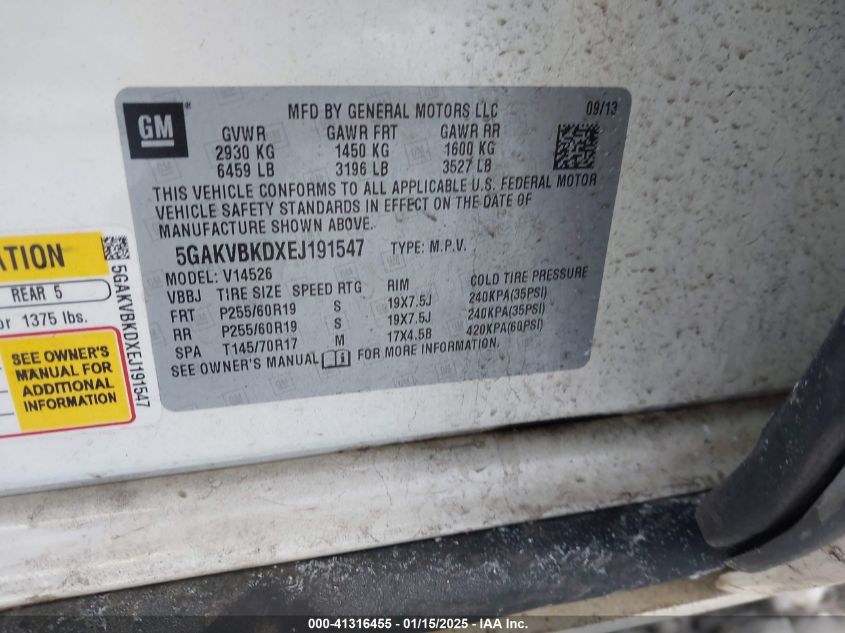 GM
MFD BY GENERAL MOTORS LLC 09/13
GVWR GAWR FRT GAWR RR
2930 KG 1450 KG 1600 KG
6459 LB 3196 LB 3527 LB
THIS VEHICLE CONFORMS TO ALL APPLICABLE U.S. FEDERAL MOTOR
VEHICLE SAFETY STANDARDS IN EFFECT ON THE DATE OF
MANUFACTURE SHOWN ABOVE.
5GAKVBKDXEJ191547 TYPE: M.P.V.
MODEL: V14526
VBBJ TIRE SIZE SPEED RTG RIM COLD TIRE PRESSURE
FRT P255/60R19 S 19X7.5J 240KPA(35PSI)
RR P255/60R19 S 19X7.5J 240KPA(35PSI)
SPA T145/70R17 M 17X4.5B 420KPA(60PSI)
SEE OWNER'S MANUAL FOR MORE INFORMATION.
ATION
REAR 5
or 1375 lbs.
SEE OWNER'S
MANUAL FOR
ADDITIONAL
INFORMATION
5GAKVBKDXEJ191547
000-41316455 - 01/15/2025 - IAA Inc.